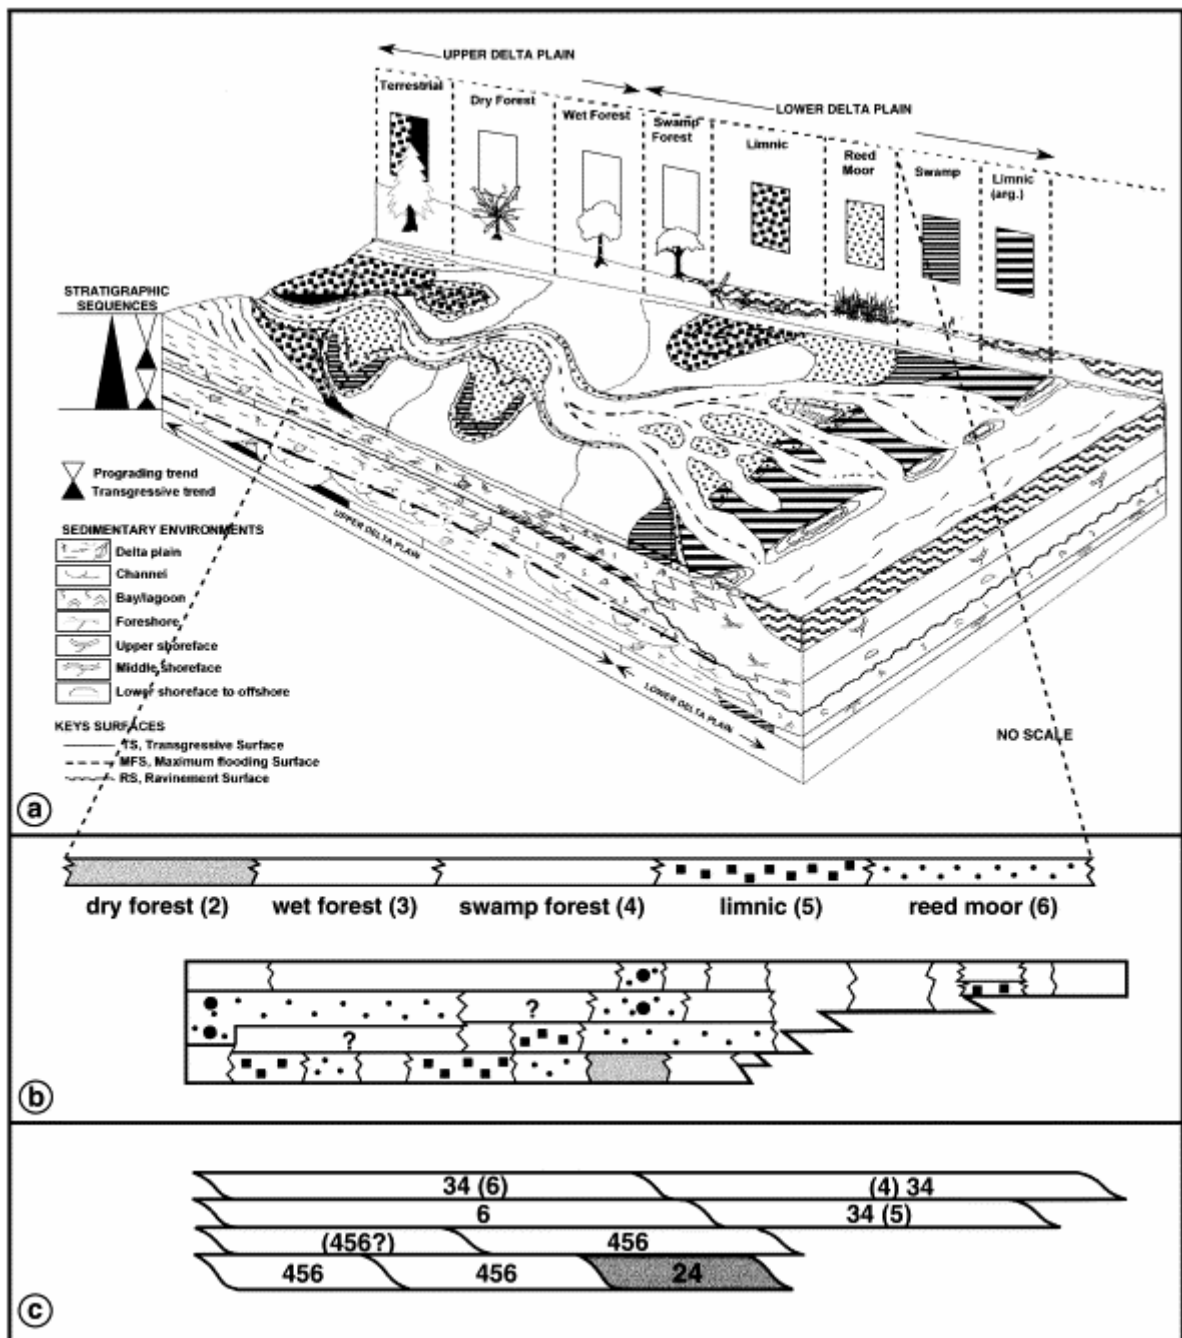 UPPER DELTA PLAIN
LOWER DELTA PLAIN
Terrestrial
Dry Forest
Wet Forest
Swamp
Forest
Limnic
Reed
Moor
Swamp
Limnic
(arg.)
STRATIGRAPHIC
SEQUENCES
Prograding trend
Transgressive trend
SEDIMENTARY ENVIRONMENTS
Delta plain
Channel
Bay/lagoon
Foreshore
Upper shoreface
Middle shoreface
Lower shoreface to offshore
KEYS SURFACES
TS, Transgressive Surface
MFS, Maximum flooding Surface
RS, Ravinement Surface
UPPER DELTA PLAIN
LOWER DELTA PLAIN
NO SCALE
a
dry forest (2)
wet forest (3)
swamp forest (4)
limnic (5)
reed moor (6)
?
?
b
34 (6)
(4) 34
6
34 (5)
(456?)
456
456
456
24
c